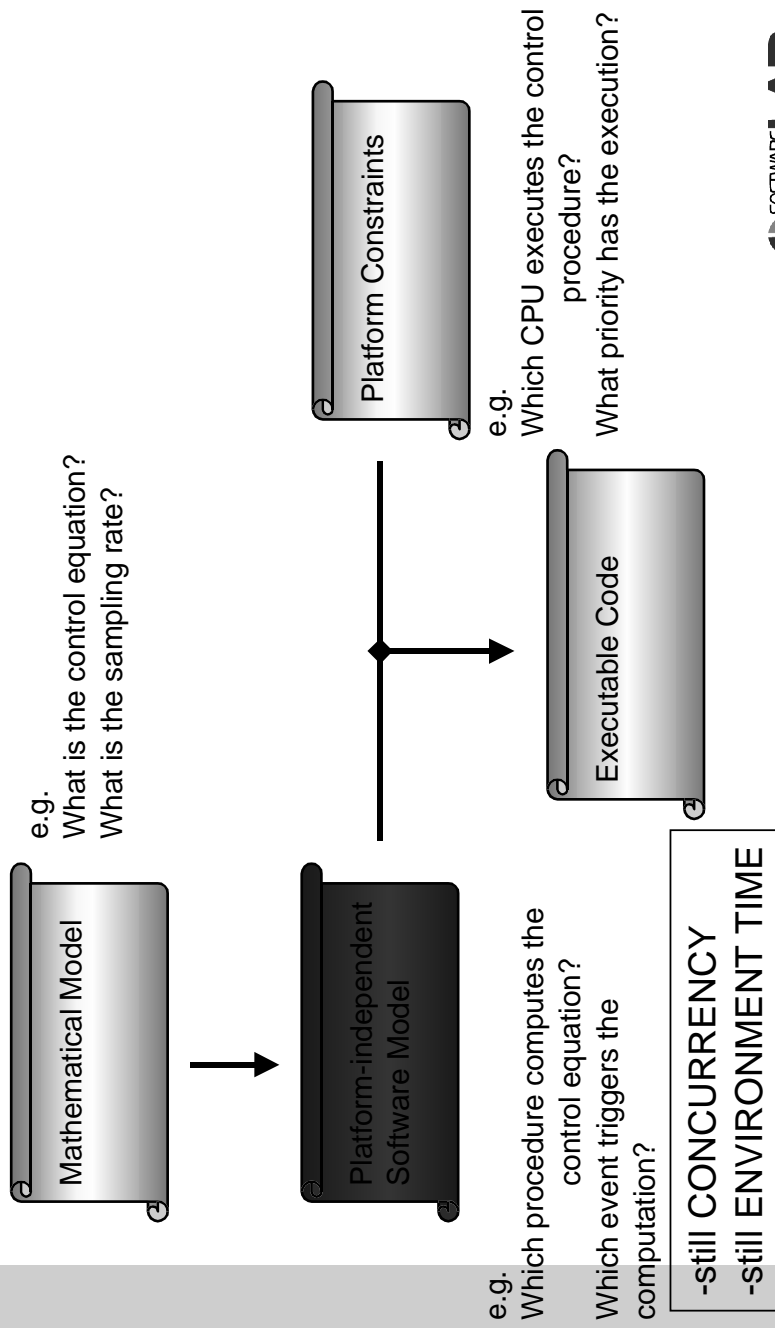 Mathematical Model
e.g.
What is the control equation?
What is the sampling rate?
Platform-independent
Software Model
Platform Constraints
e.g.
Which procedure computes the
control equation?
Which event triggers the
computation?
e.g.
Which CPU executes the control
procedure?
What priority has the execution?
Executable Code
-still CONCURRENCY
-still ENVIRONMENT TIME